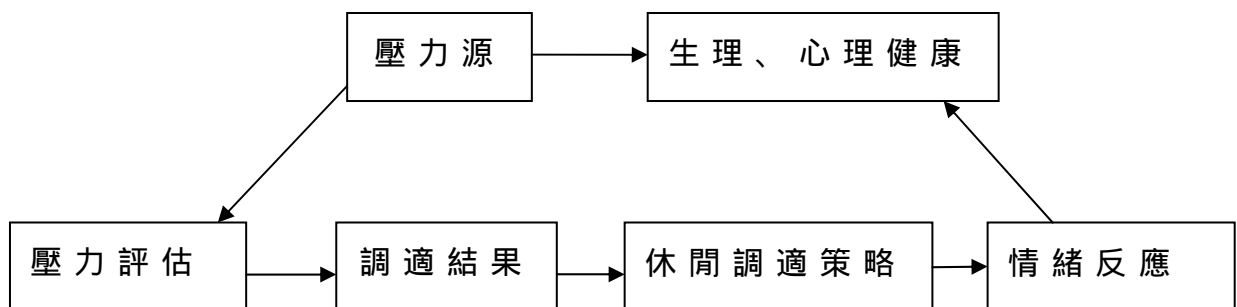 壓力源
生理、心理健康
壓力評估
調適結果
休閒調適策略
情緒反應